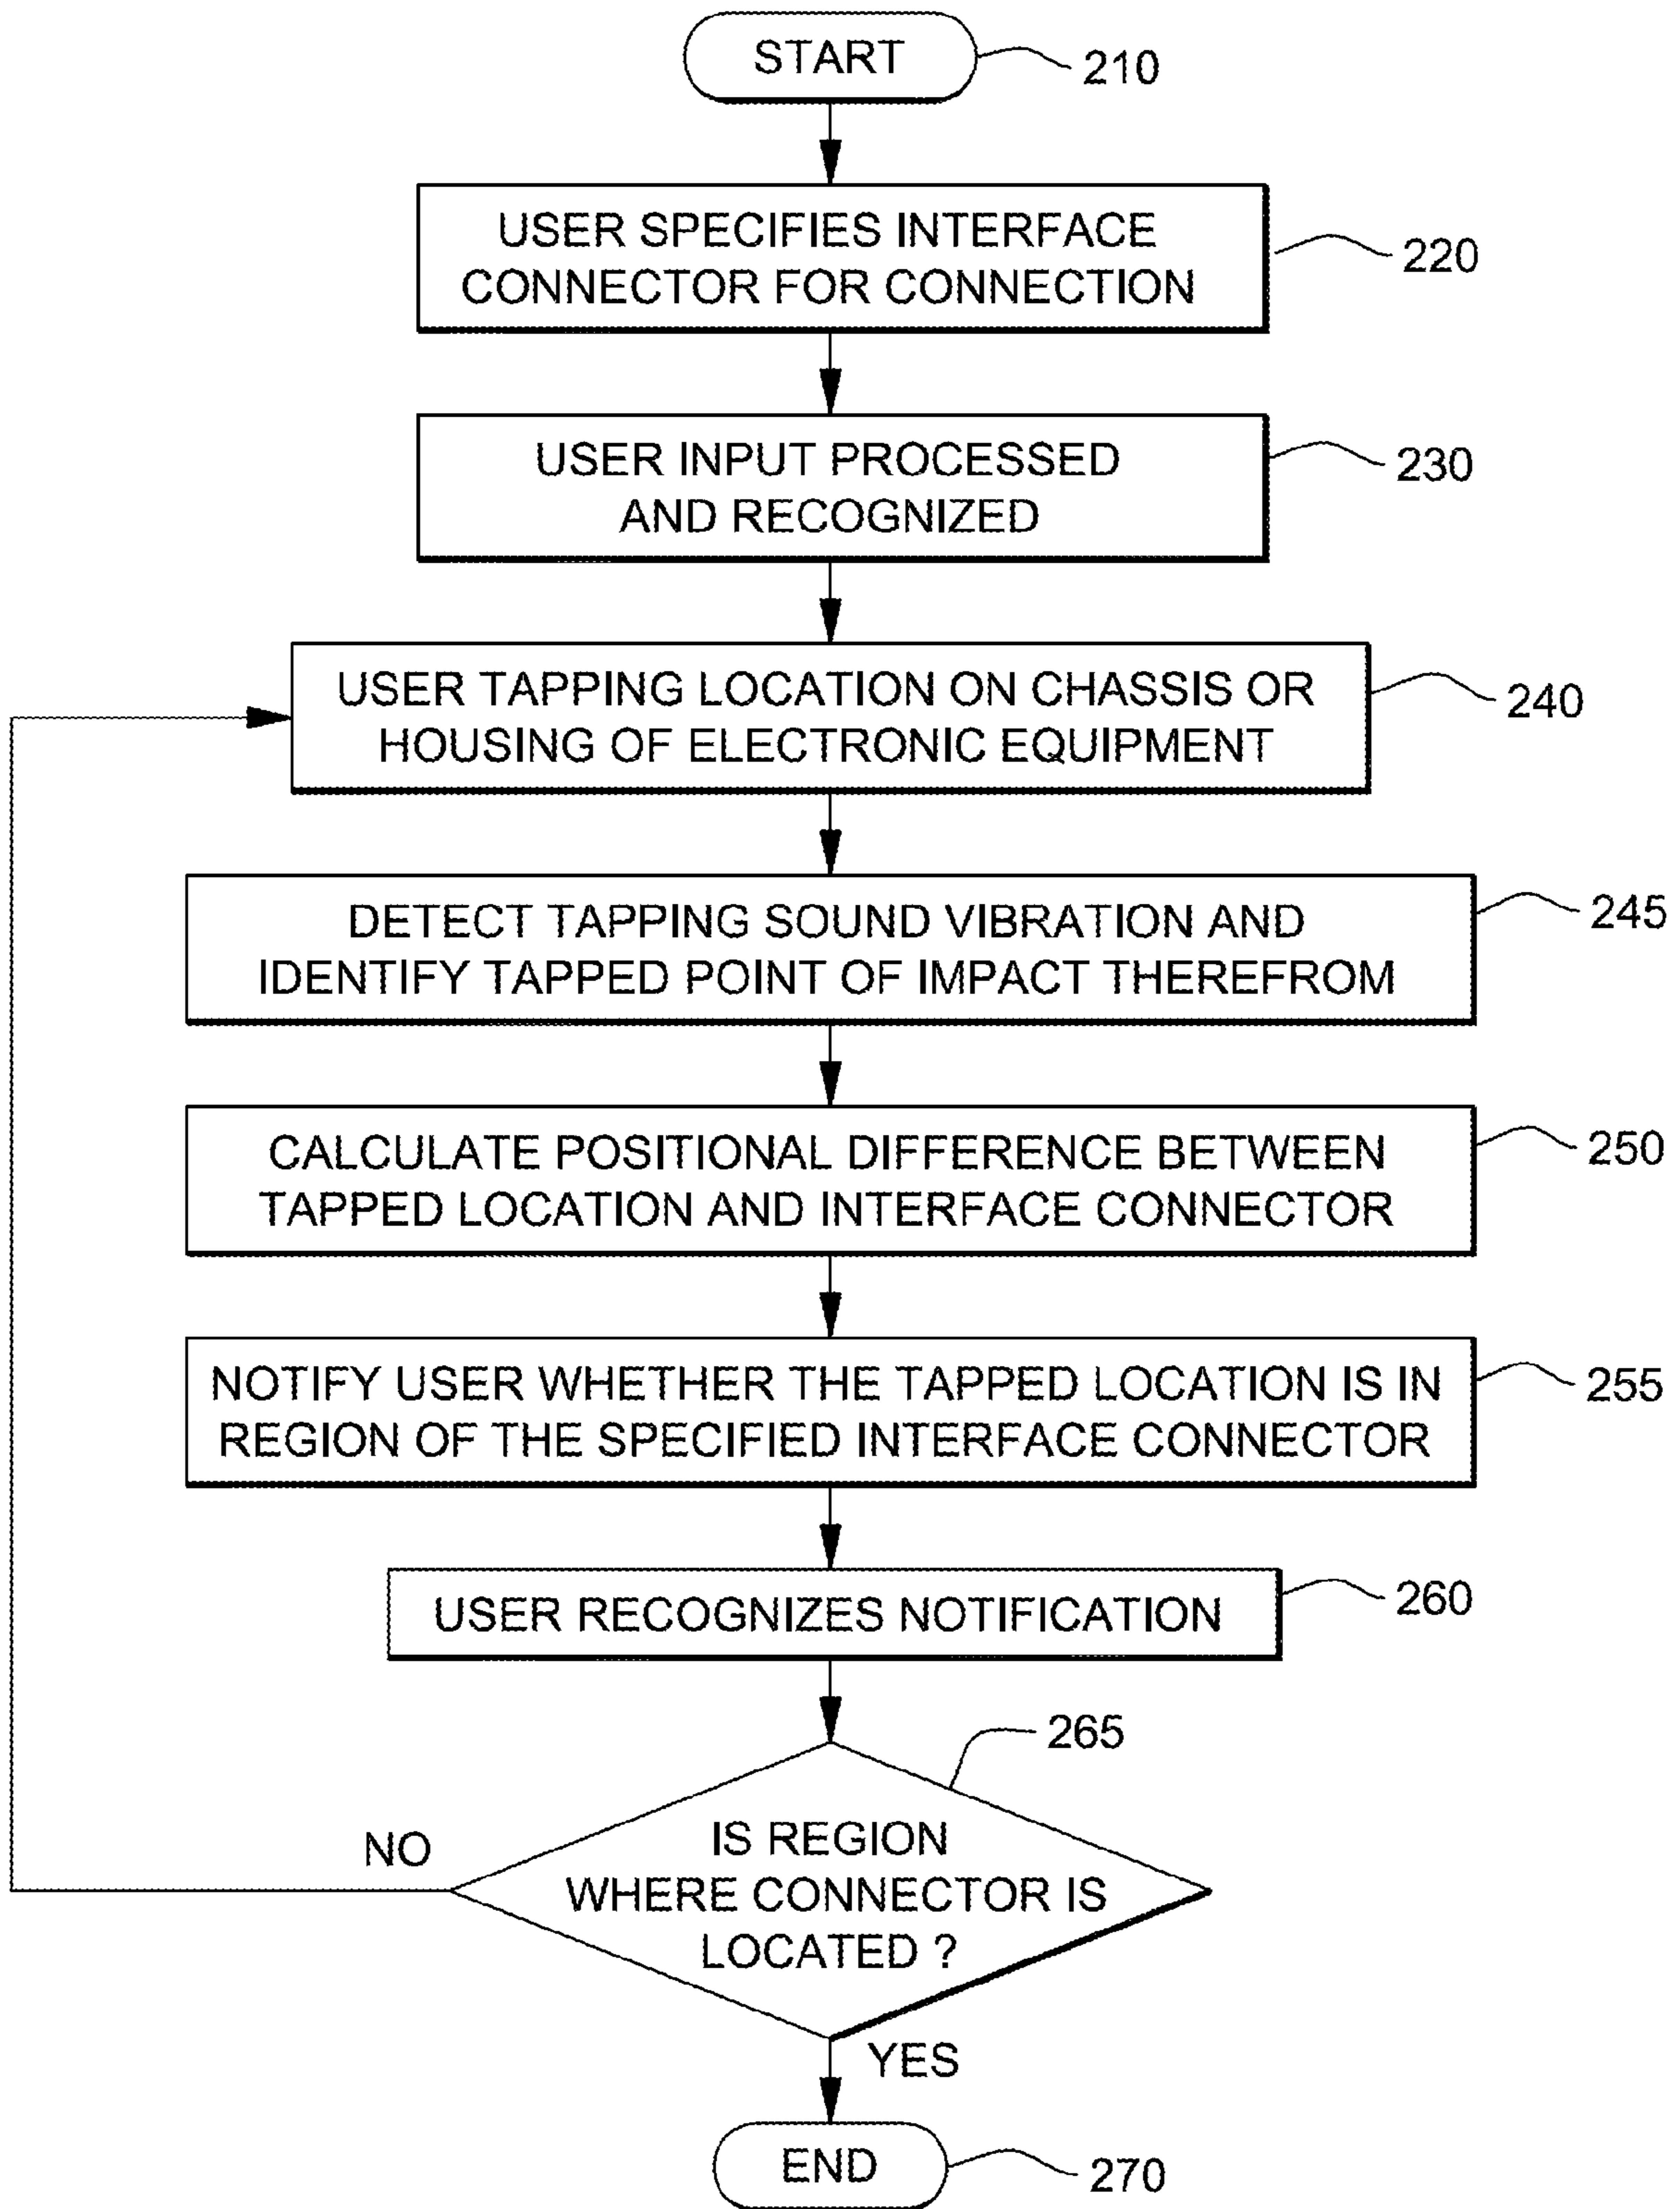 START
210
USER SPECIFIES INTERFACE
CONNECTOR FOR CONNECTION
220
USER INPUT PROCESSED
AND RECOGNIZED
230
USER TAPPING LOCATION ON CHASSIS OR
HOUSING OF ELECTRONIC EQUIPMENT
240
DETECT TAPPING SOUND VIBRATION AND
IDENTIFY TAPPED POINT OF IMPACT THEREFROM
245
CALCULATE POSITIONAL DIFFERENCE BETWEEN
TAPPED LOCATION AND INTERFACE CONNECTOR
250
NOTIFY USER WHETHER THE TAPPED LOCATION IS IN
REGION OF THE SPECIFIED INTERFACE CONNECTOR
255
USER RECOGNIZES NOTIFICATION
260
265
IS REGION
WHERE CONNECTOR IS
LOCATED ?
NO
YES
END
270